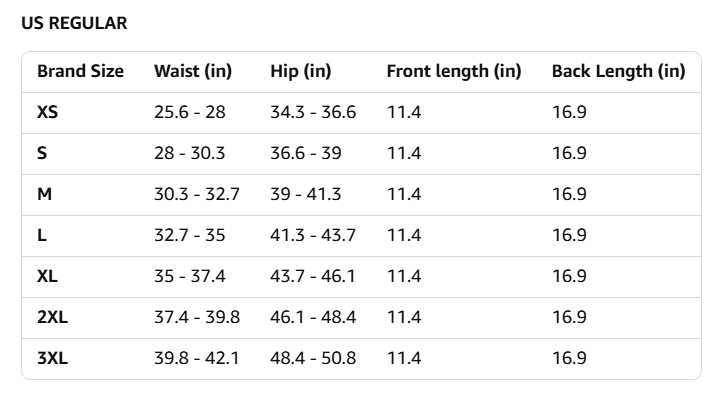 US REGULAR
Brand Size Waist (in) Hip (in) Front length (in) Back Length (in)
XS 25.6 - 28 34.3 - 36.6 11.4 16.9
S 28 - 30.3 36.6 - 39 11.4 16.9
M 30.3 - 32.7 39 - 41.3 11.4 16.9
L 32.7 - 35 41.3 - 43.7 11.4 16.9
XL 35 - 37.4 43.7 - 46.1 11.4 16.9
2XL 37.4 - 39.8 46.1 - 48.4 11.4 16.9
3XL 39.8 - 42.1 48.4 - 50.8 11.4 16.9